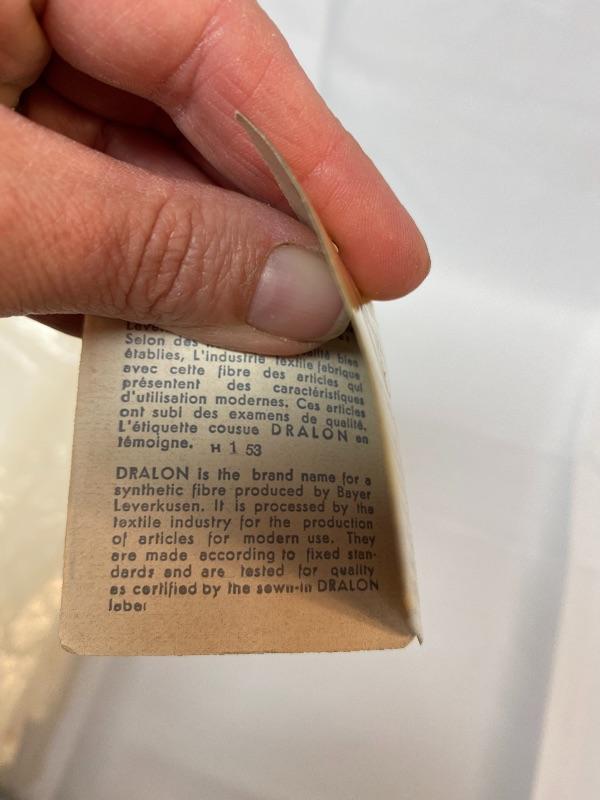 Leve
Selon des qualité bien
établies, L'industrie textile fabrique
avec cette fibre des articles qui
présentent des caractéristiques
d'utilisation modernes. Ces articles
ont subi des examens de qualité.
L'étiquette cousue DRALON en
témoigne. H 1 53
DRALON is the brand name for a
synthetic fibre produced by Bayer
Leverkusen. It is processed by the
textile industry for the production
of articles for modern use. They
are made according to fixed stan-
dards and are tested for quality
as certified by the sewn-in DRALON
label